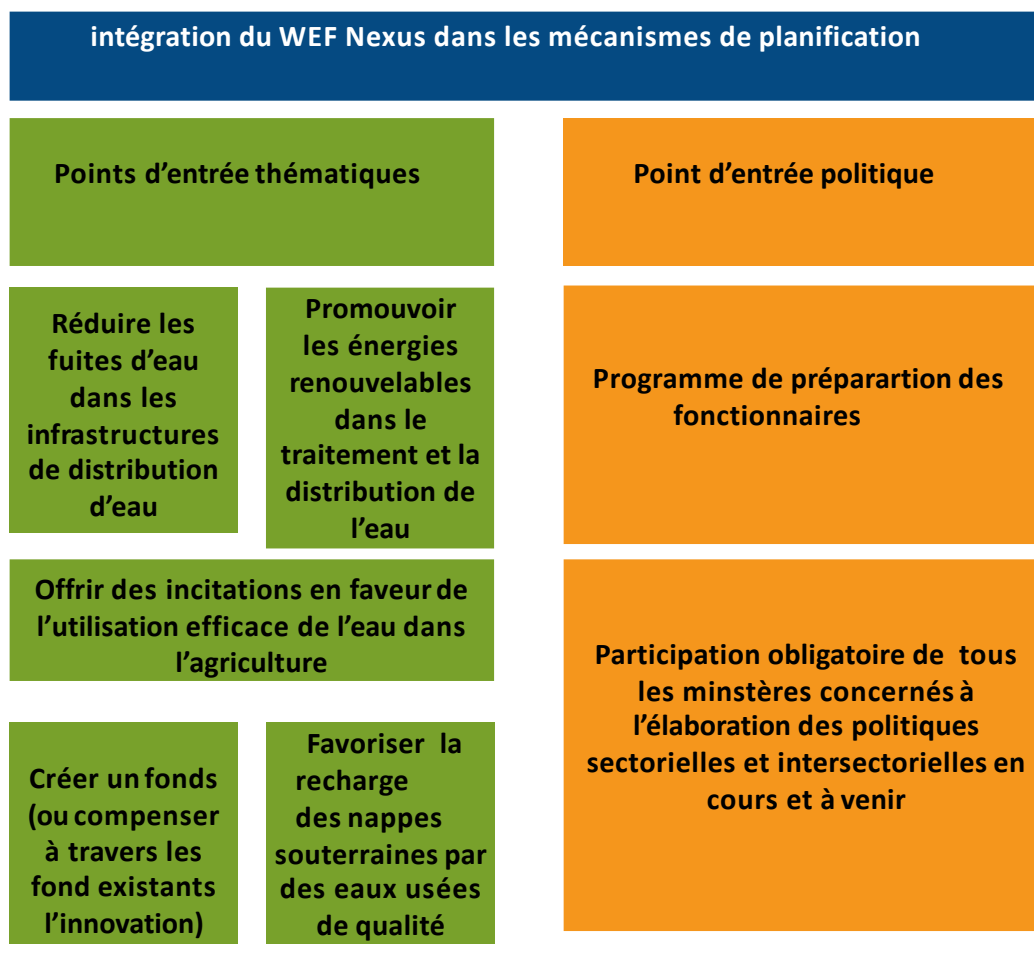 intégration du WEF Nexus dans les mécanismes de planification
Points d’entrée thématiques
Réduire les
fuites d’eau
dans les
infrastructures
de distribution
d’eau
Promouvoir
les énergies
renouvelables
dans le
traitement et la
distribution de
l’eau
Offrir des incitations en faveur de
l’utilisation efficace de l’eau dans
l’agriculture
Créer un fonds
(ou compenser
à travers les
fond existants
l’innovation)
Favoriser la
recharge
des nappes
souterraines par
des eaux usées
de qualité
Point d’entrée politique
Programme de préparartion des
fonctionnaires
Participation obligatoire de tous
les minstères concernés à
l’élaboration des politiques
sectorielles et intersectorielles en
cours et à venir